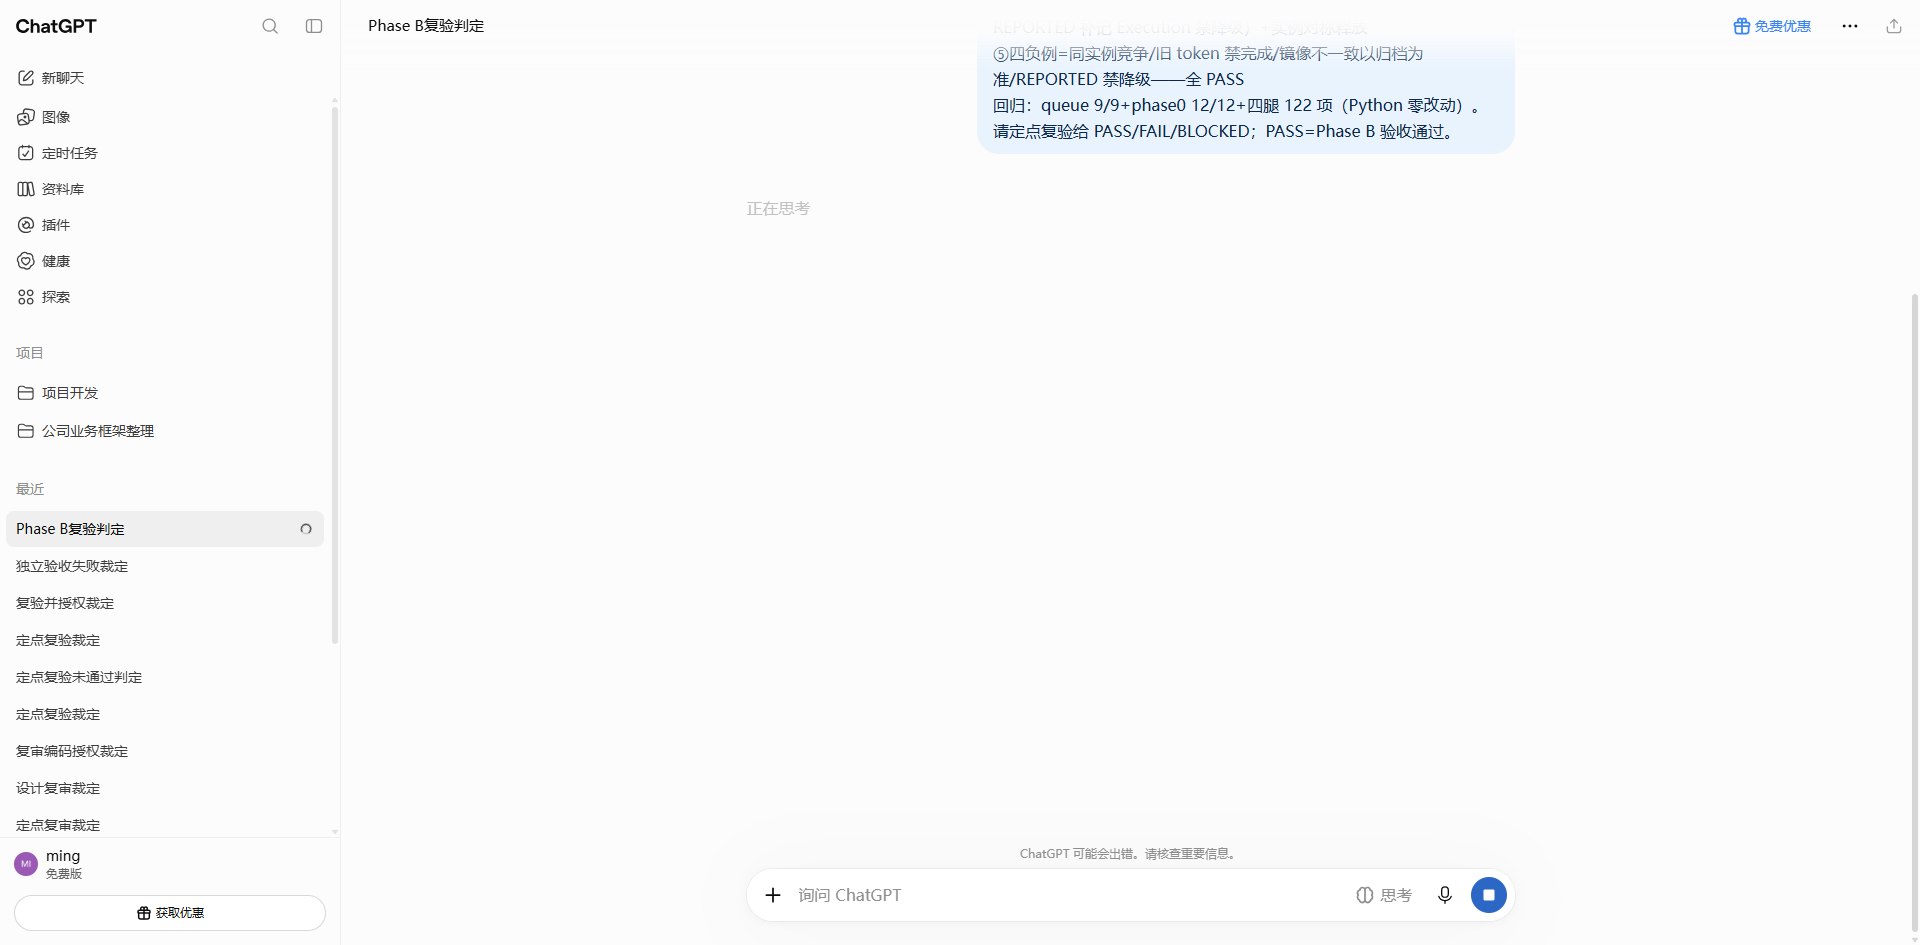 ChatGPT
新聊天
图像
定时任务
资料库
插件
健康
探索
项目
项目开发
公司业务框架整理
最近
Phase B复验判定
独立验收失败裁定
复验并授权裁定
定点复验裁定
定点复验未通过判定
定点复验裁定
复审编码授权裁定
设计复审裁定
定点复审裁定
MI
ming
免费版
获取优惠
Phase B复验判定
免费优惠
⑤四负例=同实例竞争/旧 token 禁完成/镜像不一致以归档为
准/REPORTED 禁降级——全 PASS
回归：queue 9/9+phase0 12/12+四腿 122 项（Python 零改动）。
请定点复验给 PASS/FAIL/BLOCKED；PASS=Phase B 验收通过。
正在思考
ChatGPT 可能会出错。请核查重要信息。
询问 ChatGPT
思考